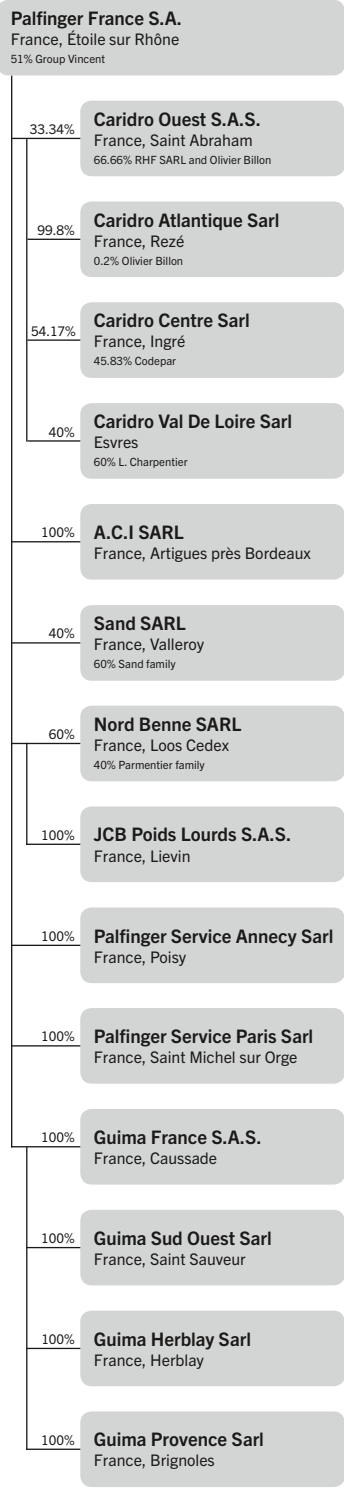 Palfinger France S.A.
France, Étoile sur Rhône
51% Group Vincent
33.34%
Caridro Ouest S.A.S.
France, Saint Abraham
66.66% RHF SARL and Olivier Billon
99.8%
Caridro Atlantique Sarl
France, Rezé
0.2% Olivier Billon
54.17%
Caridro Centre Sarl
France, Ingré
45.83% Codepar
40%
Caridro Val De Loire Sarl
Esvres
60% L. Charpentier
100%
A.C.I SARL
France, Artigues près Bordeaux
40%
Sand SARL
France, Valleroy
60% Sand family
60%
Nord Benne SARL
France, Loos Cedex
40% Parmentier family
100%
JCB Poids Lourds S.A.S.
France, Lievin
100%
Palfinger Service Annecy Sarl
France, Poisy
100%
Palfinger Service Paris Sarl
France, Saint Michel sur Orge
100%
Guima France S.A.S.
France, Caussade
100%
Guima Sud Ouest Sarl
France, Saint Sauveur
100%
Guima Herblay Sarl
France, Herblay
100%
Guima Provence Sarl
France, Brignoles